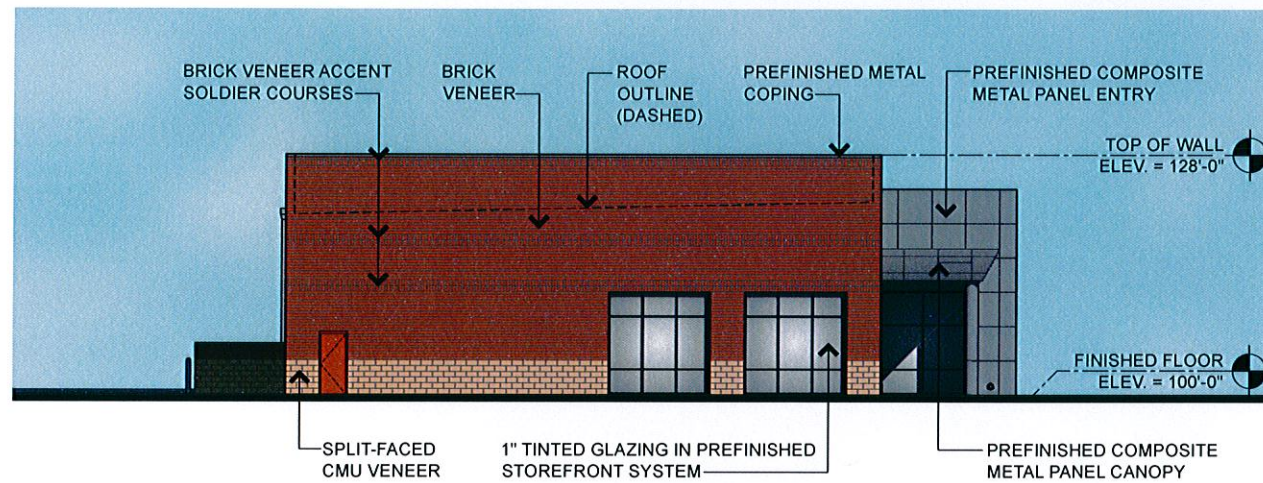 BRICK VENEER ACCENT
SOLDIER COURSES
BRICK
VENEER
ROOF
OUTLINE
(DASHED)
PREFINISHED METAL
COPING
PREFINISHED COMPOSITE
METAL PANEL ENTRY
TOP OF WALL
ELEV. = 128'-0"
FINISHED FLOOR
ELEV. = 100'-0"
SPLIT-FACED
CMU VENEER
1" TINTED GLAZING IN PREFINISHED
STOREFRONT SYSTEM
PREFINISHED COMPOSITE
METAL PANEL CANOPY